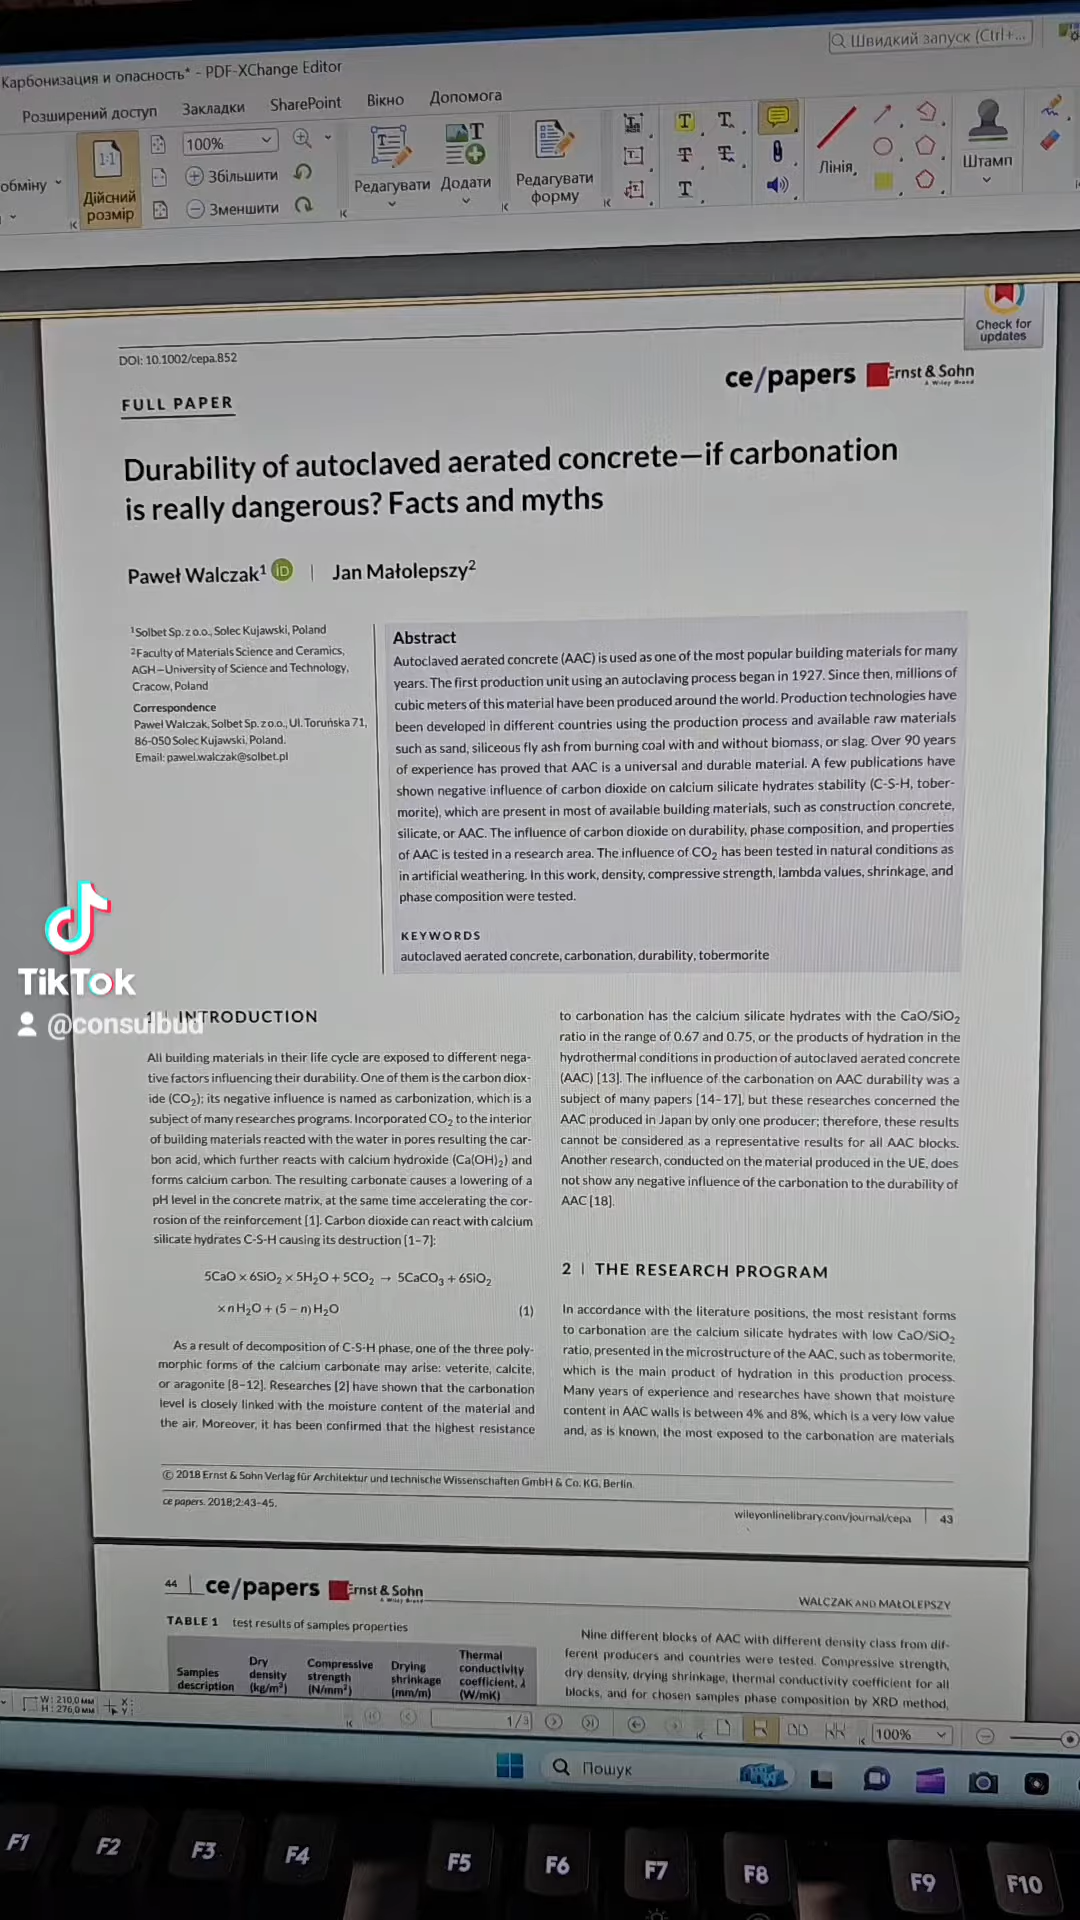 Швидкий запуск (Ctrl+...
Карбонизация и опасность* - PDF-XChange Editor
Розширений доступ Закладки SharePoint Вікно Допомога
обміну
1:1
Дійсний
розмір
100%
Збільшити
Зменшити
Редагувати
Додати
Редагувати
форму
Лінія
Штамп
Check for
updates
DOI: 10.1002/cepa.852
ce/papers Ernst & Sohn
A Wiley Brand
FULL PAPER
Durability of autoclaved aerated concrete—if carbonation
is really dangerous? Facts and myths
Paweł Walczak¹ iD | Jan Małolepszy²
¹Solbet Sp. z o.o., Solec Kujawski, Poland
²Faculty of Materials Science and Ceramics,
AGH—University of Science and Technology,
Cracow, Poland
Correspondence
Paweł Walczak, Solbet Sp. z o.o., Ul. Toruńska 71,
86-050 Solec Kujawski, Poland.
Email: pawel.walczak@solbet.pl
Abstract
Autoclaved aerated concrete (AAC) is used as one of the most popular building materials for many
years. The first production unit using an autoclaving process began in 1927. Since then, millions of
cubic meters of this material have been produced around the world. Production technologies have
been developed in different countries using the production process and available raw materials
such as sand, siliceous fly ash from burning coal with and without biomass, or slag. Over 90 years
of experience has proved that AAC is a universal and durable material. A few publications have
shown negative influence of carbon dioxide on calcium silicate hydrates stability (C-S-H, tober-
morite), which are present in most of available building materials, such as construction concrete,
silicate, or AAC. The influence of carbon dioxide on durability, phase composition, and properties
of AAC is tested in a research area. The influence of CO₂ has been tested in natural conditions as
in artificial weathering. In this work, density, compressive strength, lambda values, shrinkage, and
phase composition were tested.
KEYWORDS
autoclaved aerated concrete, carbonation, durability, tobermorite
TikTok
@consulbud
1 | INTRODUCTION
All building materials in their life cycle are exposed to different nega-
tive factors influencing their durability. One of them is the carbon diox-
ide (CO₂); its negative influence is named as carbonization, which is a
subject of many researches programs. Incorporated CO₂ to the interior
of building materials reacted with the water in pores resulting the car-
bon acid, which further reacts with calcium hydroxide (Ca(OH)₂) and
forms calcium carbon. The resulting carbonate causes a lowering of a
pH level in the concrete matrix, at the same time accelerating the cor-
rosion of the reinforcement [1]. Carbon dioxide can react with calcium
silicate hydrates C-S-H causing its destruction [1-7]:
5CaO × 6SiO₂ × 5H₂O + 5CO₂ → 5CaCO₃ + 6SiO₂
× nH₂O + (5 − n)H₂O (1)
As a result of decomposition of C-S-H phase, one of the three poly-
morphic forms of the calcium carbonate may arise: veterite, calcite,
or aragonite [8-12]. Researches [2] have shown that the carbonation
level is closely linked with the moisture content of the material and
the air. Moreover, it has been confirmed that the highest resistance
to carbonation has the calcium silicate hydrates with the CaO/SiO₂
ratio in the range of 0.67 and 0.75, or the products of hydration in the
hydrothermal conditions in production of autoclaved aerated concrete
(AAC) [13]. The influence of the carbonation on AAC durability was a
subject of many papers [14-17], but these researches concerned the
AAC produced in Japan by only one producer; therefore, these results
cannot be considered as a representative results for all AAC blocks.
Another research, conducted on the material produced in the UE, does
not show any negative influence of the carbonation to the durability of
AAC [18].
2 | THE RESEARCH PROGRAM
In accordance with the literature positions, the most resistant forms
to carbonation are the calcium silicate hydrates with low CaO/SiO₂
ratio, presented in the microstructure of the AAC, such as tobermorite,
which is the main product of hydration in this production process.
Many years of experience and researches have shown that moisture
content in AAC walls is between 4% and 8%, which is a very low value
and, as is known, the most exposed to the carbonation are materials
© 2018 Ernst & Sohn Verlag für Architektur und technische Wissenschaften GmbH & Co. KG, Berlin.
ce papers. 2018;2:43-45.
wileyonlinelibrary.com/journal/cepa | 43
44 | ce/papers Ernst & Sohn
A Wiley Brand
WALCZAK AND MAŁOLEPSZY
TABLE 1 test results of samples properties
Samples
description
Dry
density
(kg/m³)
Compressive
strength
(N/mm²)
Drying
shrinkage
(mm/m)
Thermal
conductivity
coefficient, λ
(W/mK)
Nine different blocks of AAC with different density class from dif-
ferent producers and countries were tested. Compressive strength,
dry density, drying shrinkage, thermal conductivity coefficient for all
blocks, and for chosen samples phase composition by XRD method,
W: 210,0 мм
H: 276,0 мм
X:
Y:
1/3
100%
Пошук
F1 F2 F3 F4 F5 F6 F7 F8 F9 F10